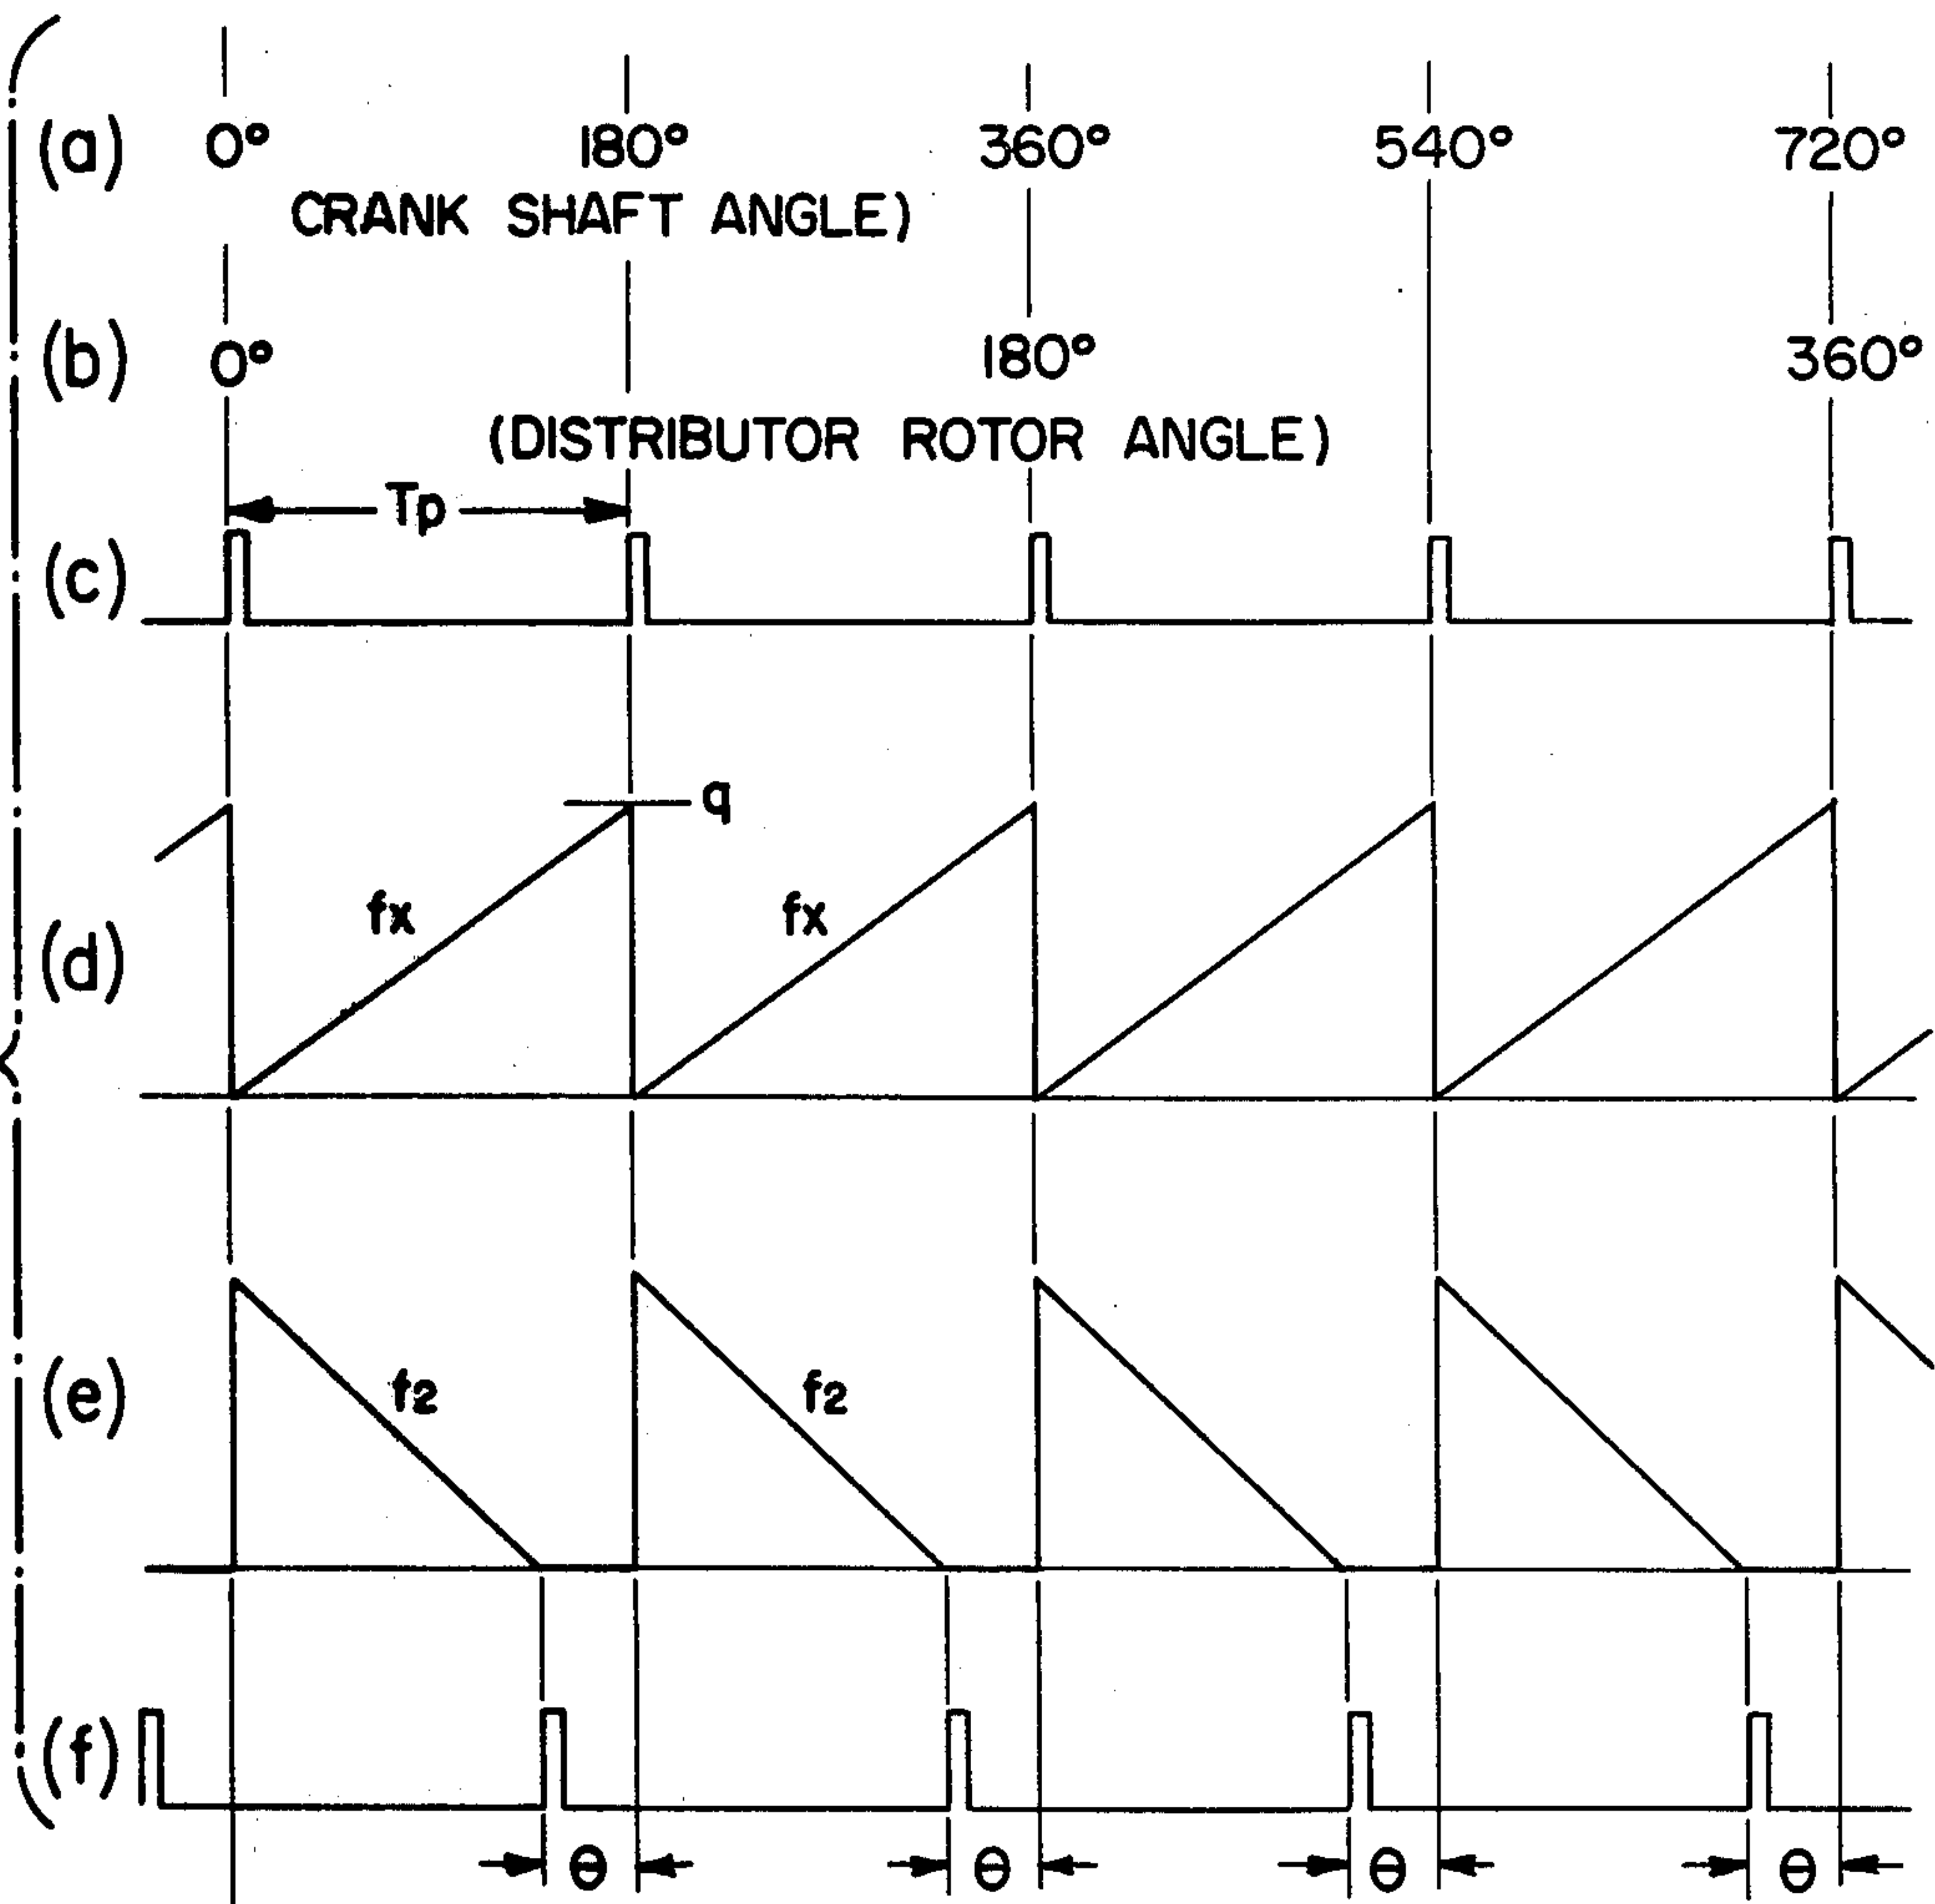 (a) 0° 180° 360° 540° 720°
CRANK SHAFT ANGLE)
(b) 0° 180° 360°
(DISTRIBUTOR ROTOR ANGLE)
Tp
(c)
q
fx fx
(d)
f2 f2
(e)
(f)
θ θ θ θ